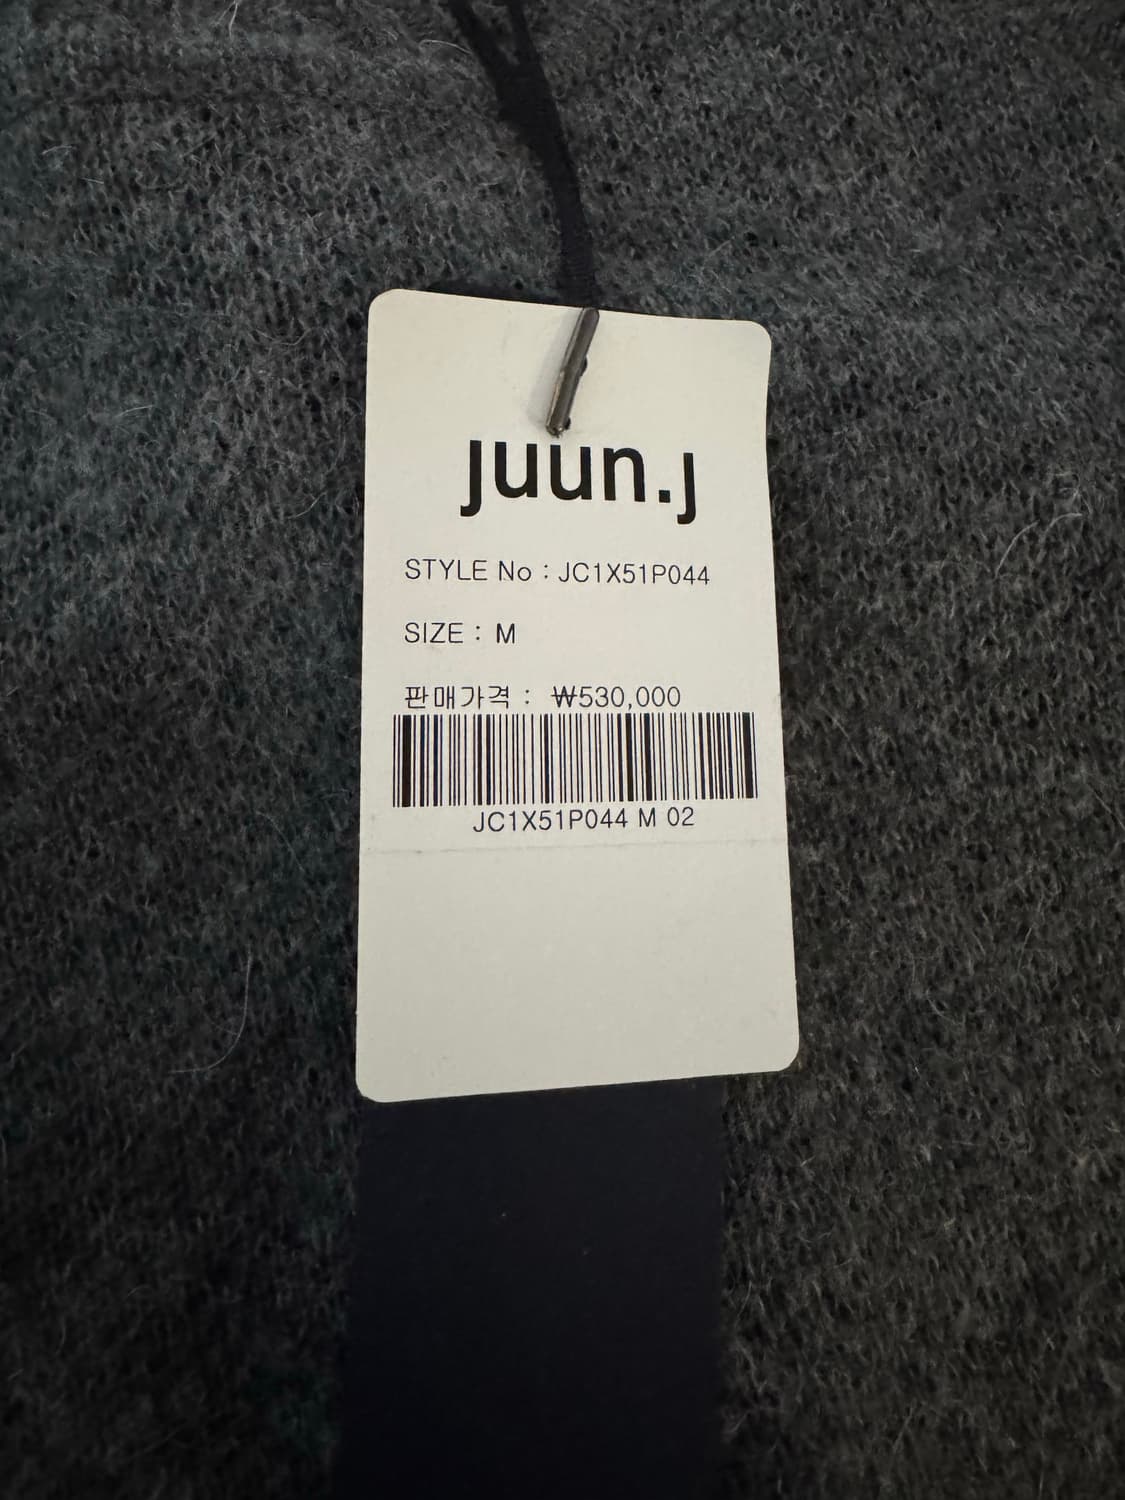 juun.j
STYLE No : JC1X51P044
SIZE : M
판매가격 : ₩530,000
JC1X51P044 M 02